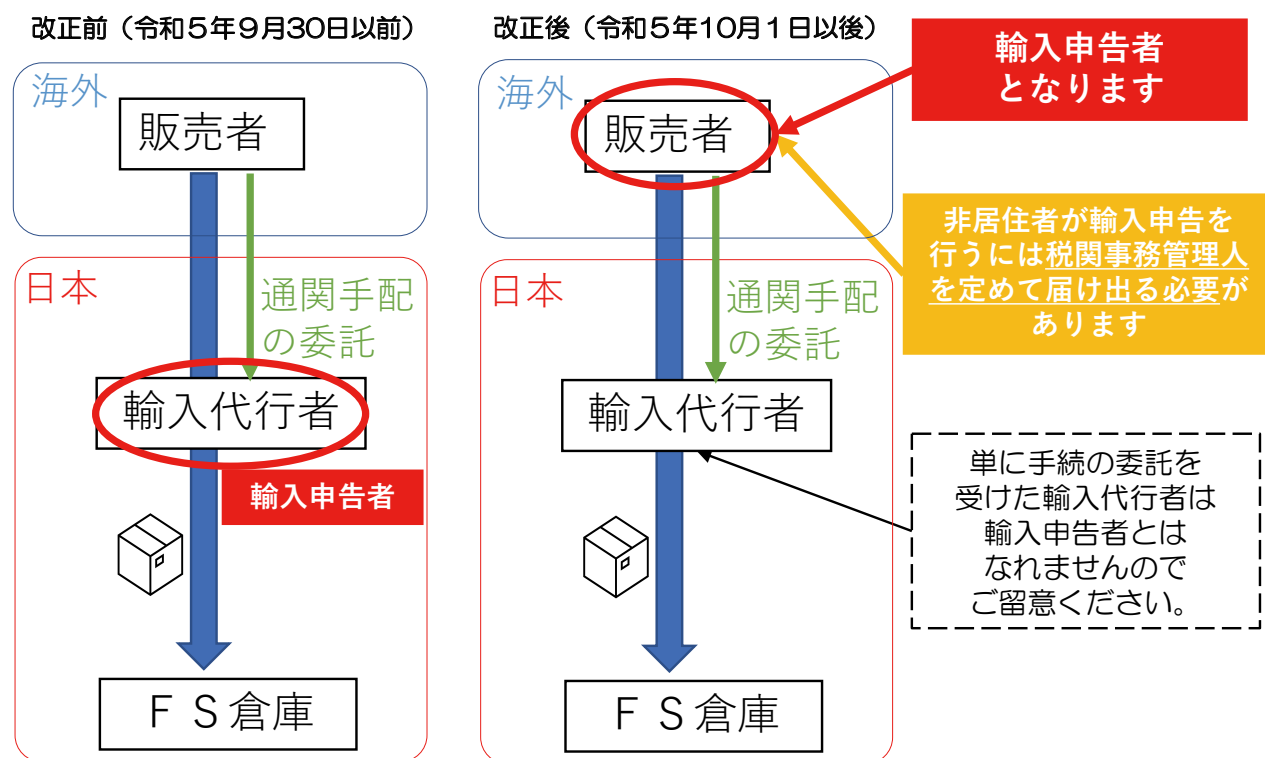 改正前（令和５年９月30日以前）
海外
販売者
日本
通関手配
の委託
輸入代行者
輸入申告者
ＦＳ倉庫
改正後（令和５年10月１日以後）
海外
販売者
輸入申告者
となります
非居住者が輸入申告を
行うには税関事務管理人
を定めて届け出る必要が
あります
日本
通関手配
の委託
輸入代行者
単に手続の委託を
受けた輸入代行者は
輸入申告者とは
なれませんので
ご留意ください。
ＦＳ倉庫